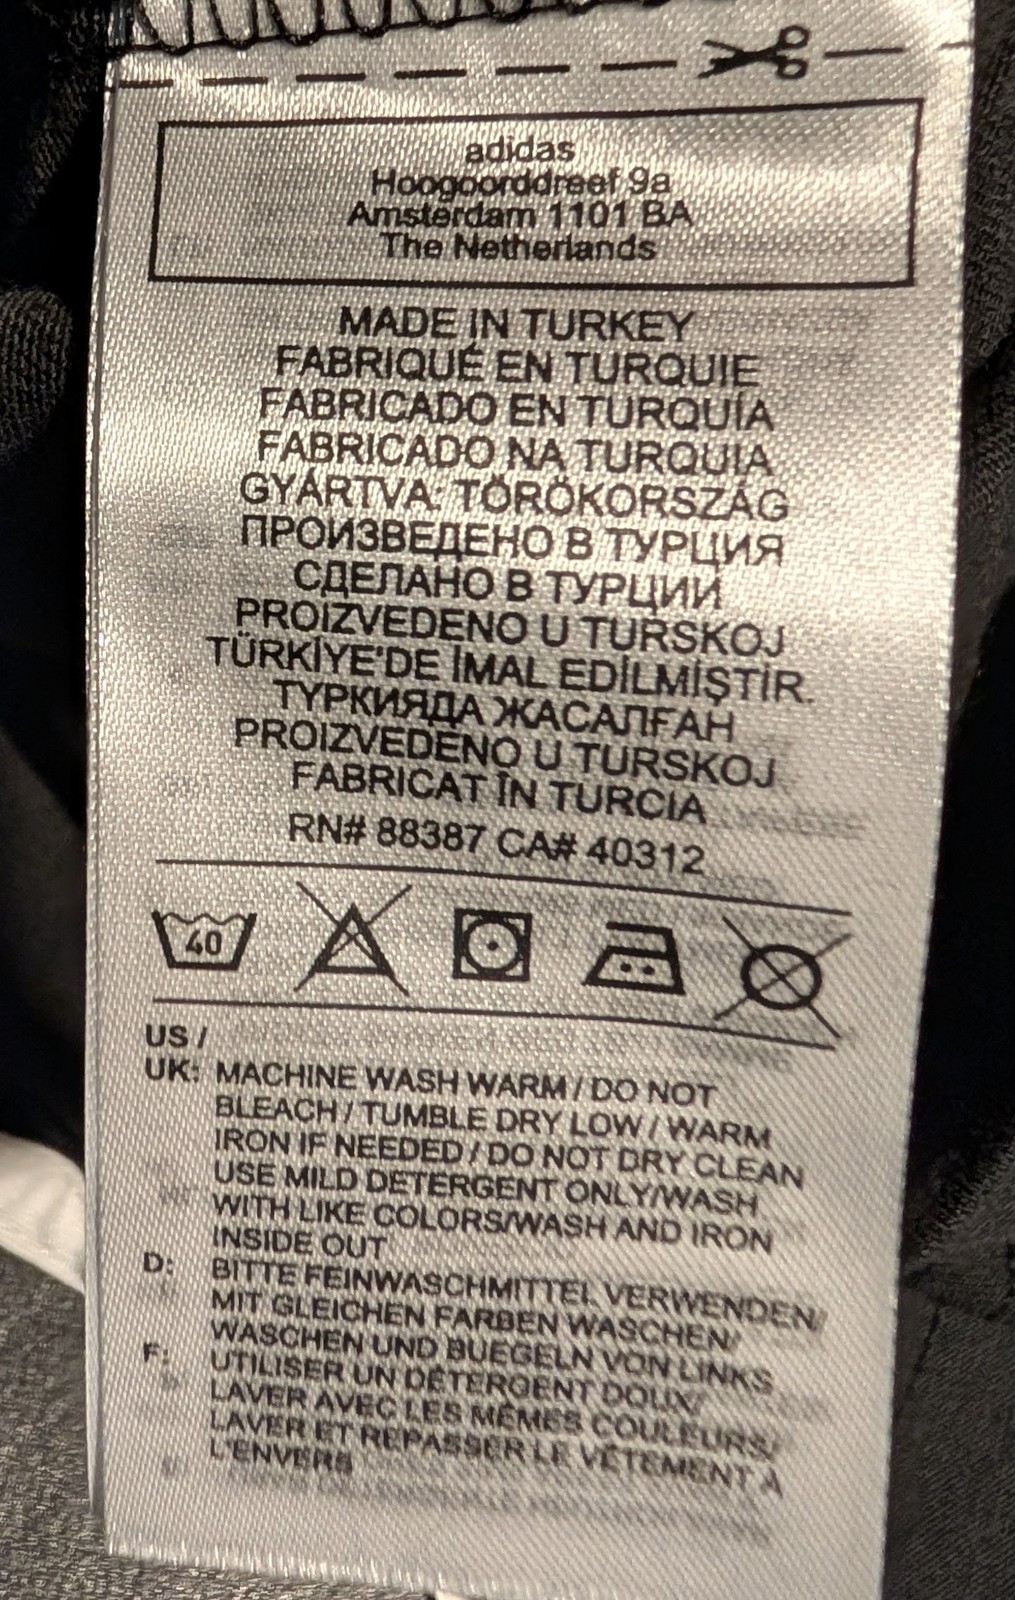 adidas
Hoogoorddreef 9a
Amsterdam 1101 BA
The Netherlands
MADE IN TURKEY
FABRIQUÉ EN TURQUIE
FABRICADO EN TURQUÍA
FABRICADO NA TURQUIA
GYÁRTVA: TÖRÖKORSZÁG
ПРОИЗВЕДЕНО В ТУРЦИЯ
СДЕЛАНО В ТУРЦИИ
PROIZVEDENO U TURSKOJ
TÜRKİYE'DE İMAL EDİLMİŞTİR.
ТҮРКИЯДА ЖАСАЛҒАН
PROIZVEDENO U TURSKOJ
FABRICAT ÎN TURCIA
RN# 88387 CA# 40312
40
US /
UK: MACHINE WASH WARM / DO NOT
BLEACH / TUMBLE DRY LOW / WARM
IRON IF NEEDED / DO NOT DRY CLEAN
USE MILD DETERGENT ONLY/WASH
WITH LIKE COLORS/WASH AND IRON
INSIDE OUT
D: BITTE FEINWASCHMITTEL VERWENDEN/
MIT GLEICHEN FARBEN WASCHEN/
WASCHEN UND BUEGELN VON LINKS
F: UTILISER UN DÉTERGENT DOUX/
LAVER AVEC LES MÊMES COULEURS/
LAVER ET REPASSER LE VÊTEMENT À
L'ENVERS